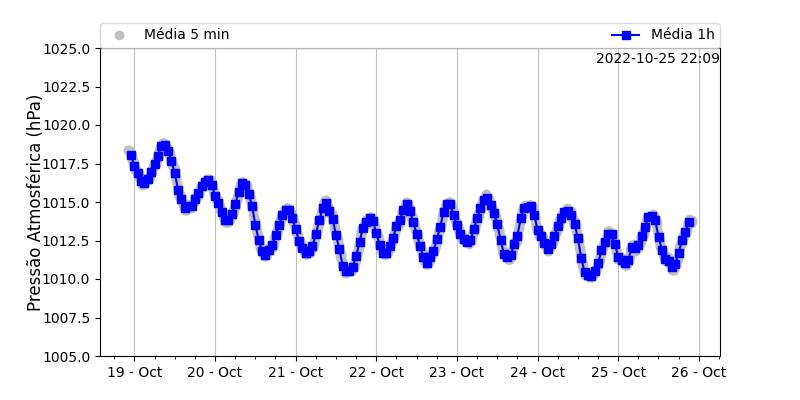 Média 5 min
Média 1h
2022-10-25 22:09
Pressão Atmosférica (hPa)
1025.0
1022.5
1020.0
1017.5
1015.0
1012.5
1010.0
1007.5
1005.0
19 - Oct
20 - Oct
21 - Oct
22 - Oct
23 - Oct
24 - Oct
25 - Oct
26 - Oct